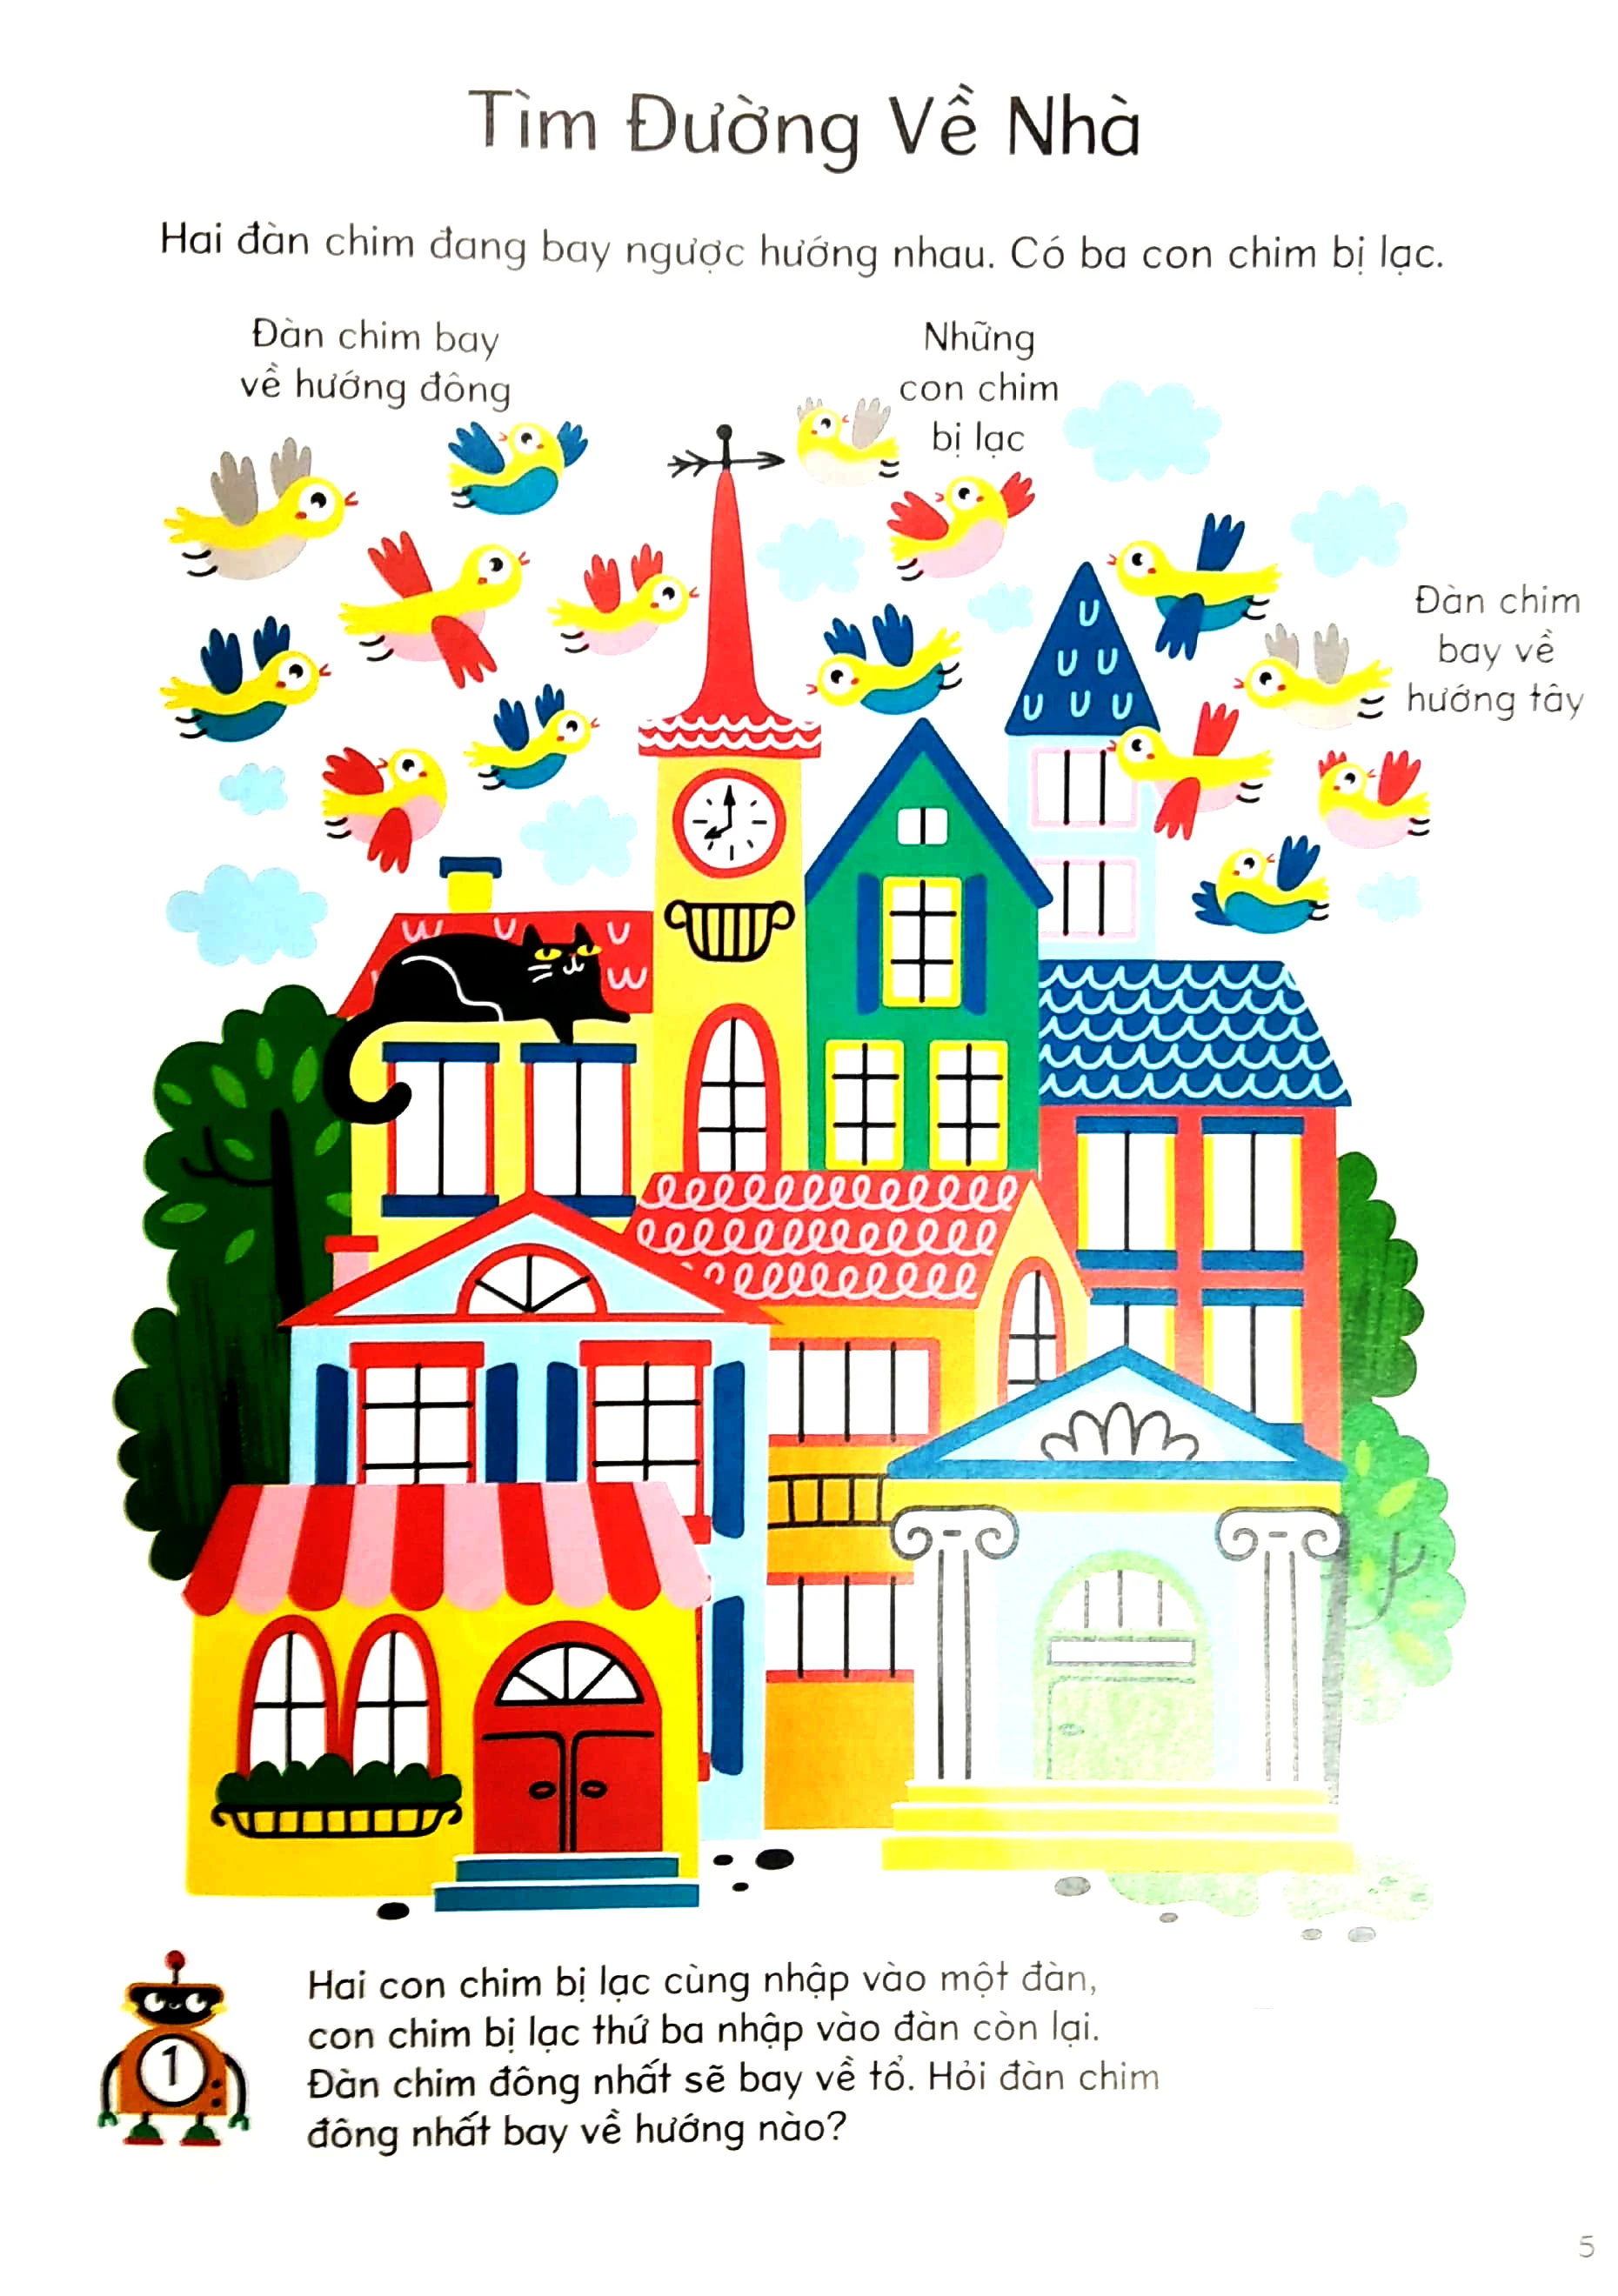 Tìm Đường Về Nhà
Hai đàn chim đang bay ngược hướng nhau. Có ba con chim bị lạc.
Đàn chim bay
về hướng đông
Những
con chim
bị lạc
Đàn chim
bay về
hướng tây
1
Hai con chim bị lạc cùng nhập vào một đàn,
con chim bị lạc thứ ba nhập vào đàn còn lại.
Đàn chim đông nhất sẽ bay về tổ. Hỏi đàn chim
đông nhất bay về hướng nào?
5